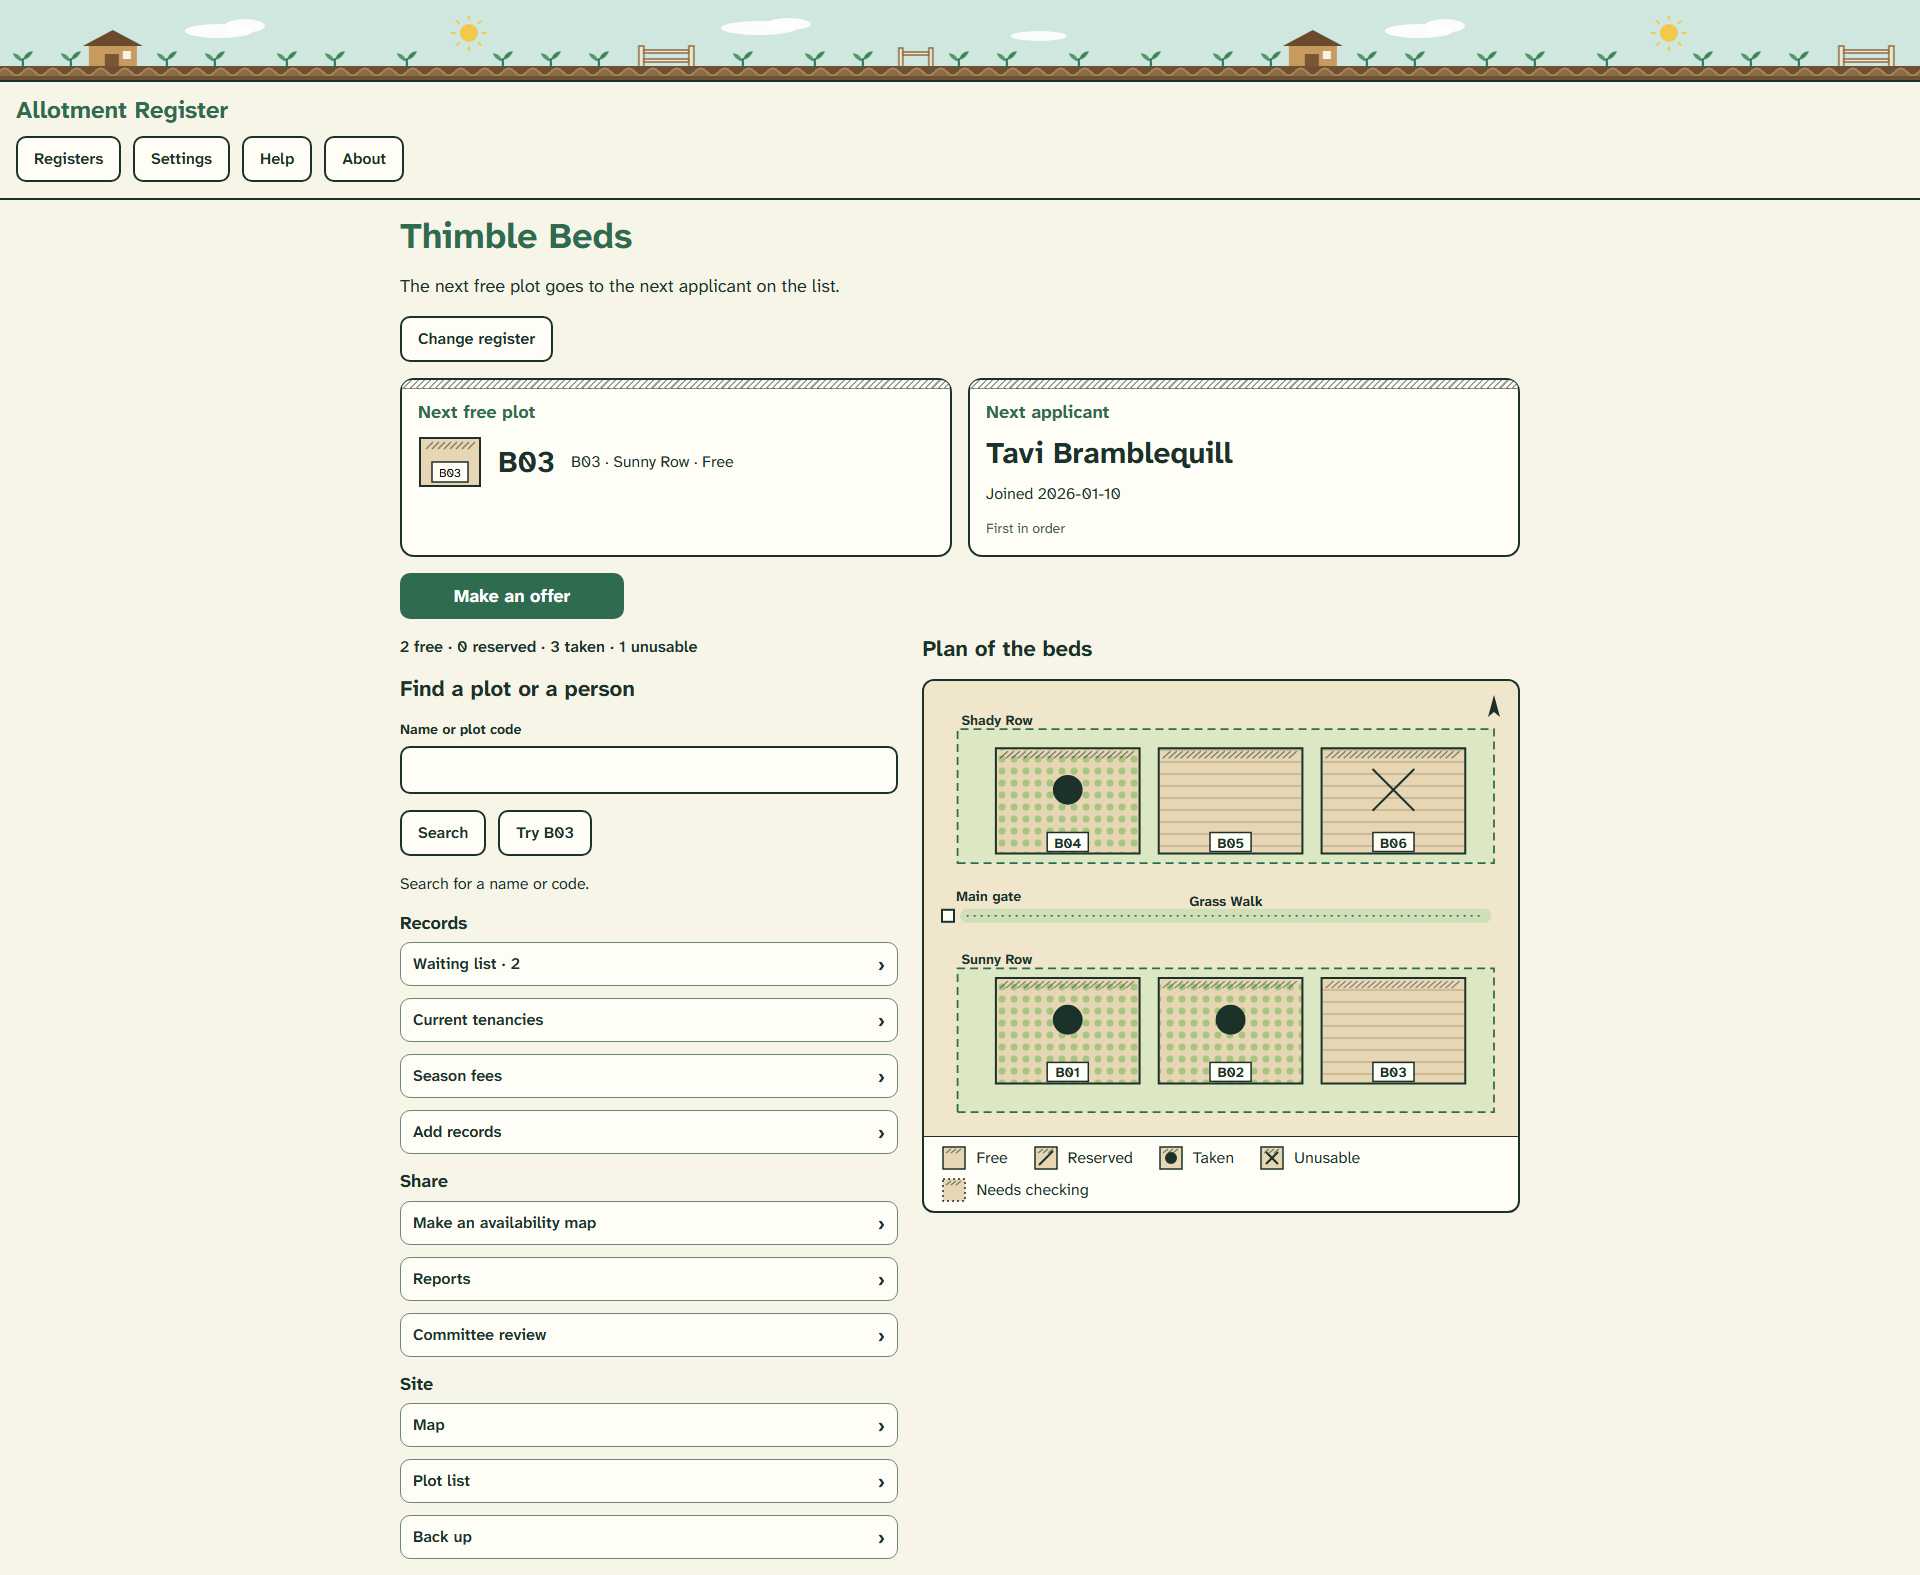 Allotment Register
Registers
Settings
Help
About
Thimble Beds
The next free plot goes to the next applicant on the list.
Change register
Next free plot
B03
B03
B03 · Sunny Row · Free
Next applicant
Tavi Bramblequill
Joined 2026-01-10
First in order
Make an offer
2 free · 0 reserved · 3 taken · 1 unusable
Find a plot or a person
Name or plot code
Search
Try B03
Search for a name or code.
Records
Waiting list · 2 ›
Current tenancies ›
Season fees ›
Add records ›
Share
Make an availability map ›
Reports ›
Committee review ›
Site
Map ›
Plot list ›
Back up ›
Plan of the beds
Shady Row
B04
B05
B06
Main gate
Grass Walk
Sunny Row
B01
B02
B03
Free
Reserved
Taken
Unusable
Needs checking